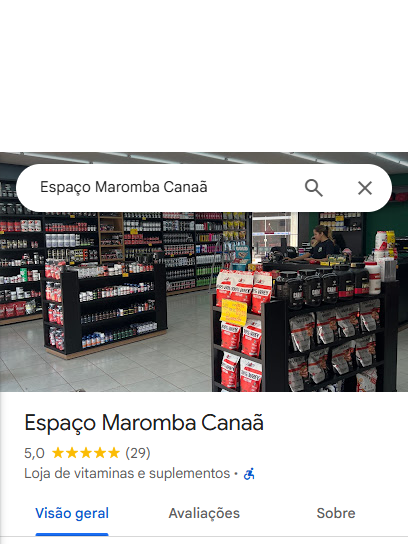 Espaço Maromba Canaã
Espaço Maromba Canaã
5,0 (29)
Loja de vitaminas e suplementos ·
Visão geral Avaliações Sobre